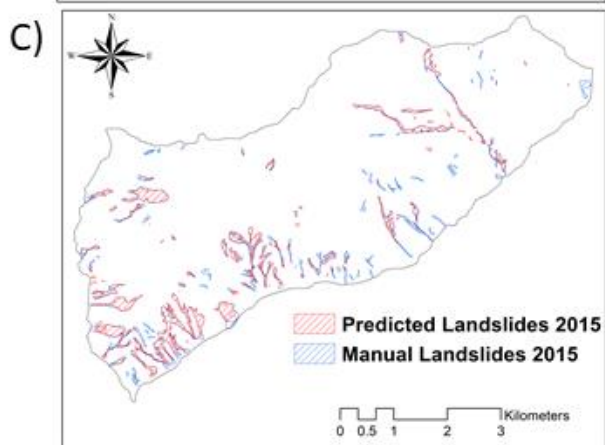 C)
N
W E
S
Predicted Landslides 2015
Manual Landslides 2015
Kilometers
0 0.5 1 2 3